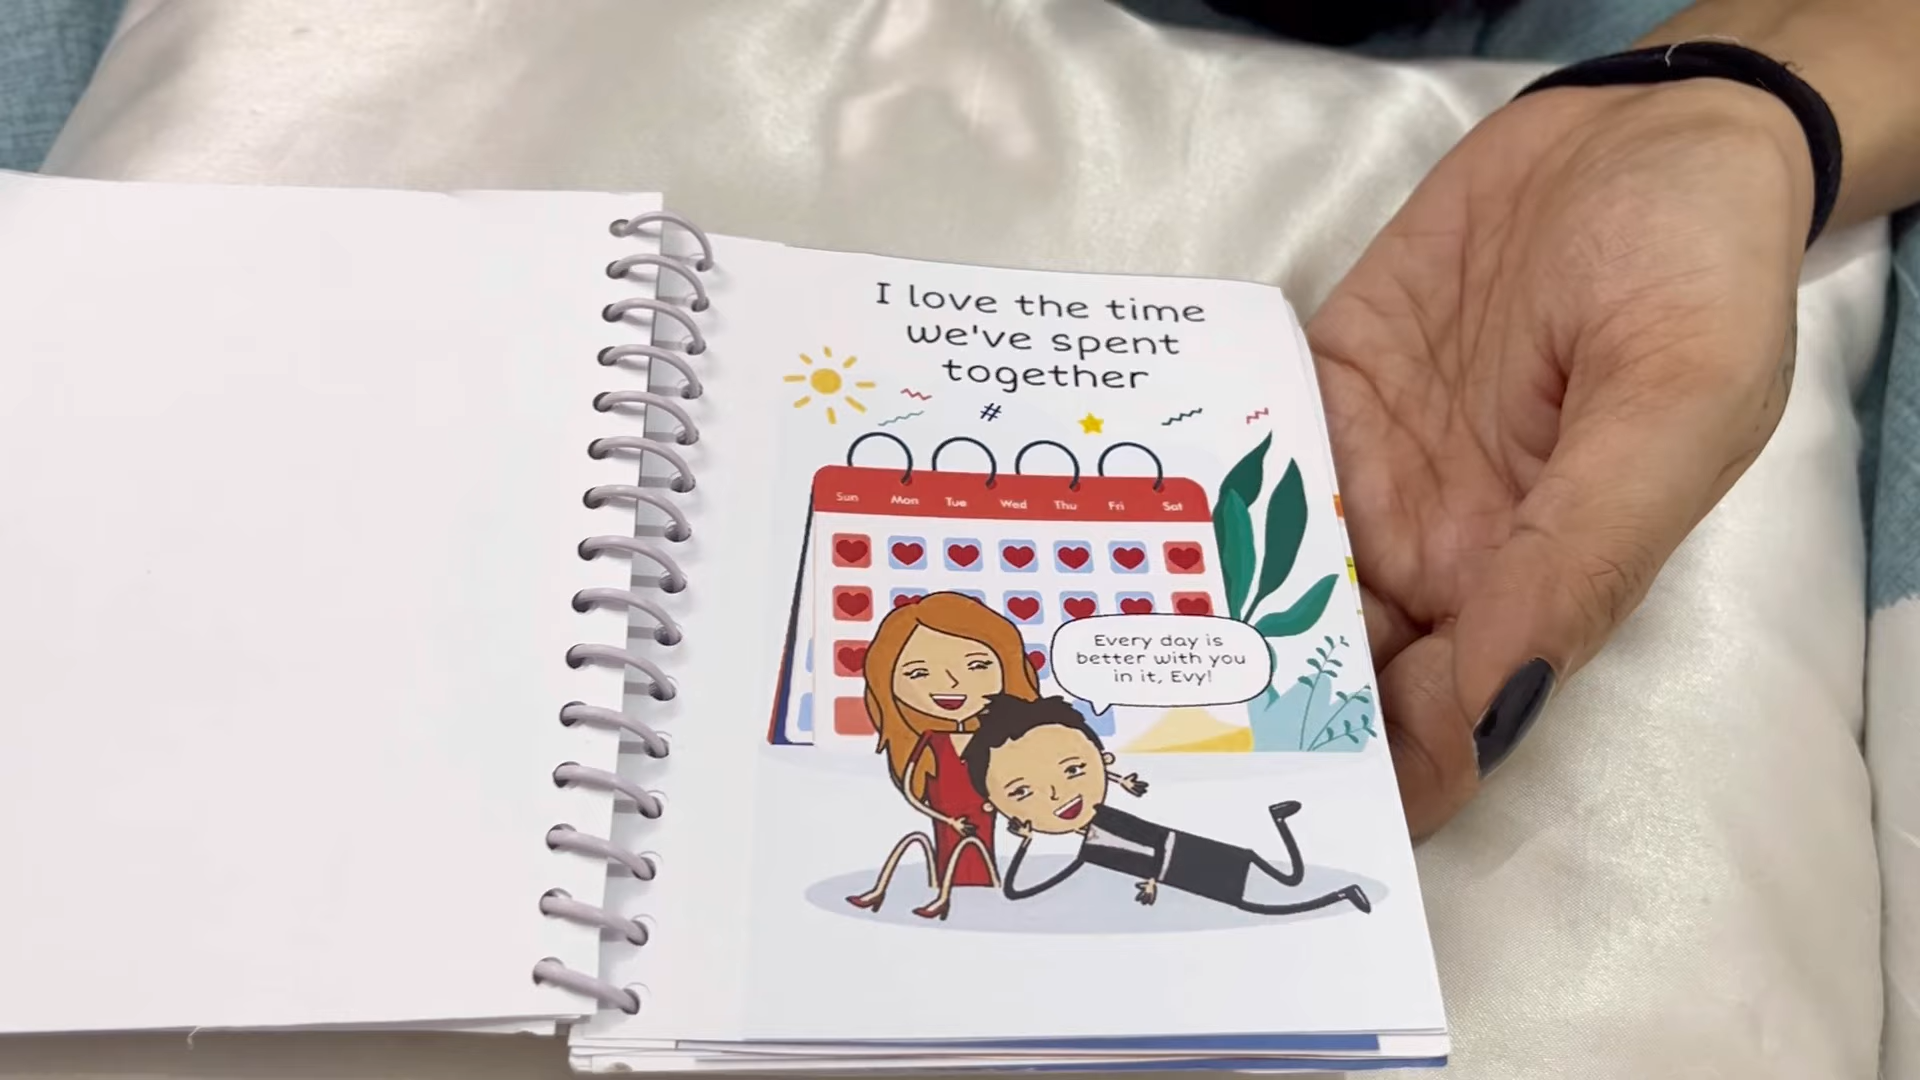 I love the time
we've spent
together
#
Sun Mon Tue Wed Thu Fri Sat
Every day is
better with you
in it, Evy!